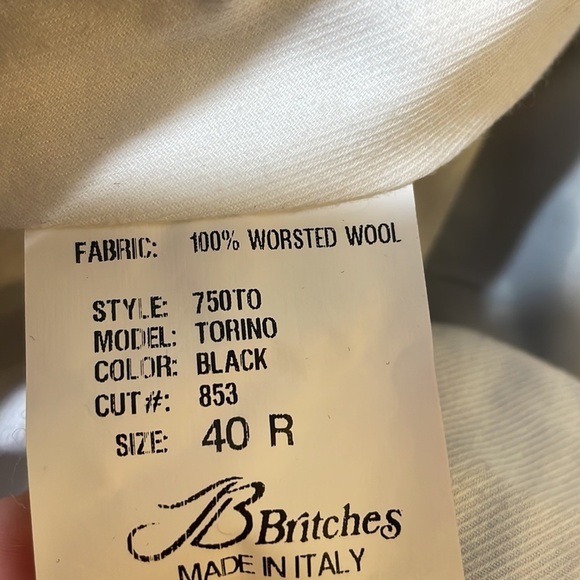 FABRIC: 100% WORSTED WOOL
STYLE: 750TO
MODEL: TORINO
COLOR: BLACK
CUT#: 853
SIZE: 40 R
JB Britches
MADE IN ITALY